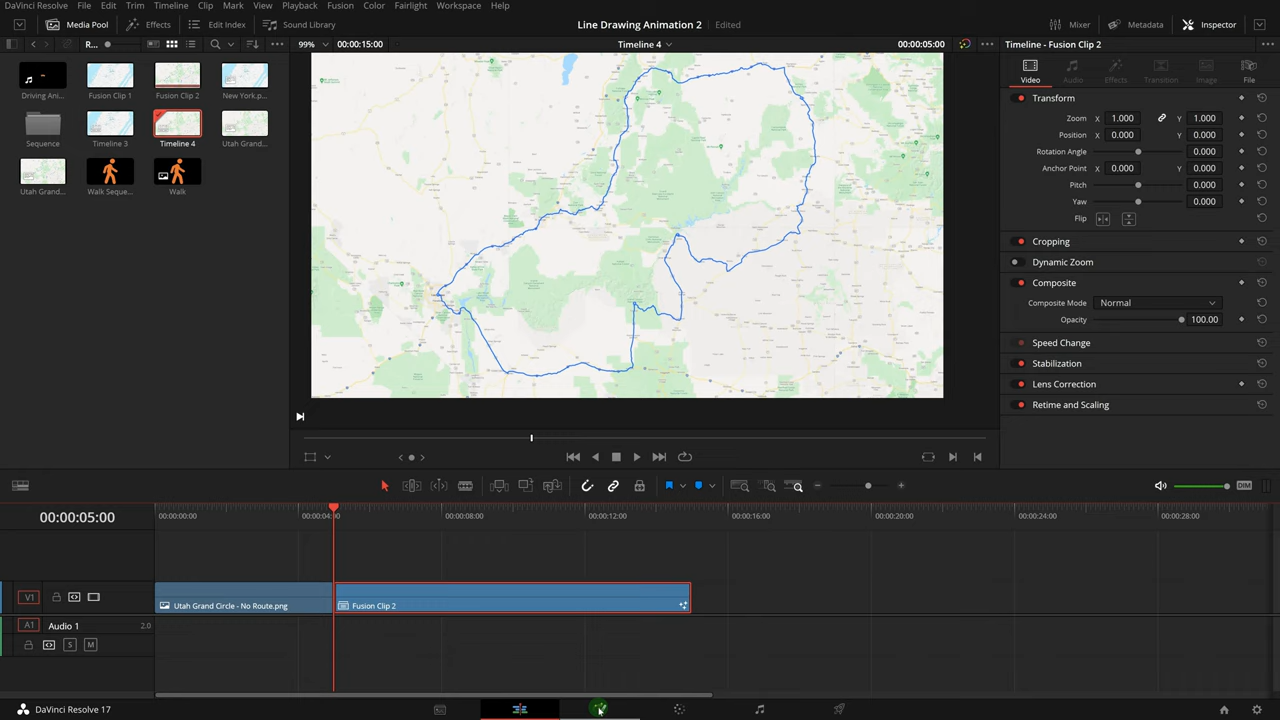 DaVinci Resolve File Edit Trim Timeline Clip Mark View Playback Fusion Color Fairlight Workspace Help
Media Pool Effects Edit Index Sound Library Line Drawing Animation 2 Edited Mixer Metadata Inspector
R... 99% 00:00:15:00 Timeline 4 00:00:05:00 Timeline - Fusion Clip 2
Video Audio Effects Transition Image File
Driving Ani... Fusion Clip 1 Fusion Clip 2 New York.p...
Sequence Timeline 3 Timeline 4 Utah Grand...
Utah Grand... Walk Seque... Walk
Transform
Zoom X 1.000 Y 1.000
Position X 0.000 Y 0.000
Rotation Angle 0.000
Anchor Point X 0.000 Y 0.000
Pitch 0.000
Yaw 0.000
Flip
Cropping
Dynamic Zoom
Composite
Composite Mode Normal
Opacity 100.00
Speed Change
Stabilization
Lens Correction
Retime and Scaling
DIM
00:00:05:00 00:00:00:00 00:00:04:00 00:00:08:00 00:00:12:00 00:00:16:00 00:00:20:00 00:00:24:00 00:00:28:00
V1 Utah Grand Circle - No Route.png Fusion Clip 2
A1 Audio 1 2.0
S M
DaVinci Resolve 17